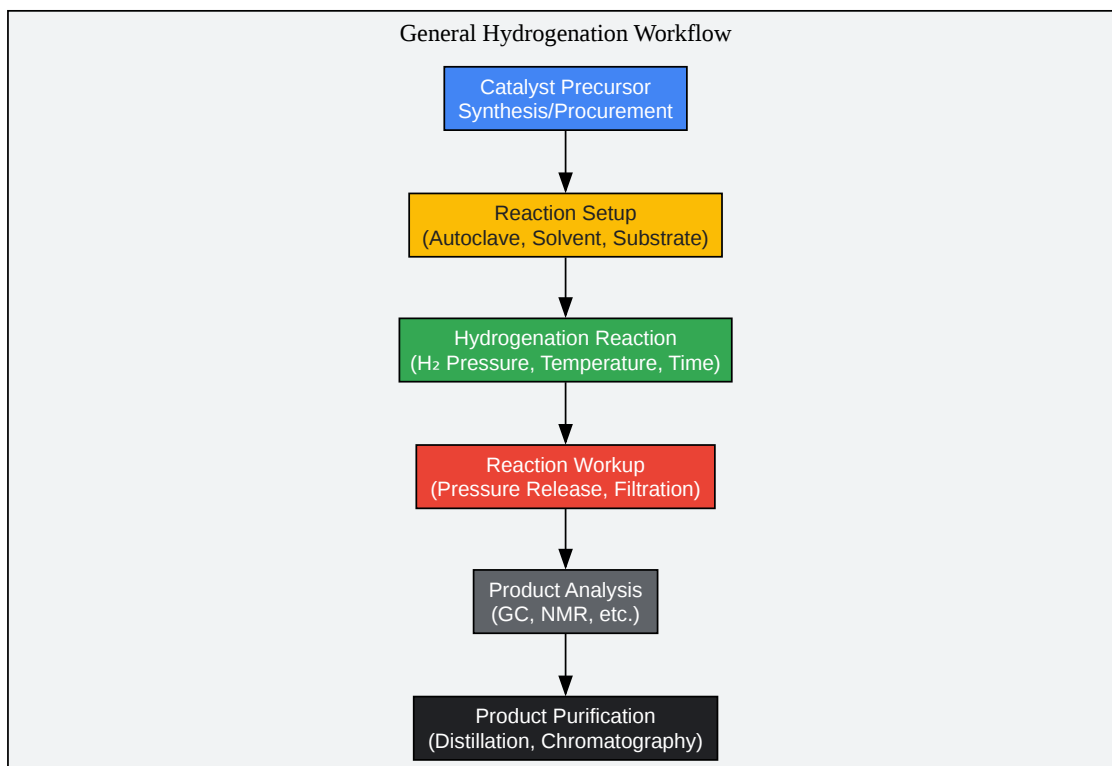 General Hydrogenation Workflow
Catalyst Precursor
Synthesis/Procurement
Reaction Setup
(Autoclave, Solvent, Substrate)
Hydrogenation Reaction
(H₂ Pressure, Temperature, Time)
Reaction Workup
(Pressure Release, Filtration)
Product Analysis
(GC, NMR, etc.)
Product Purification
(Distillation, Chromatography)